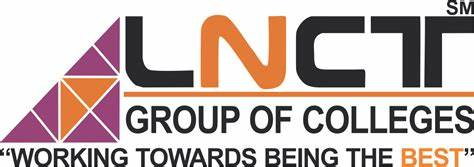 SM
LNCT
GROUP OF COLLEGES
“WORKING TOWARDS BEING THE BEST”